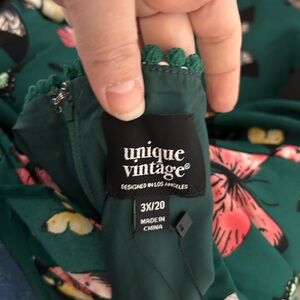 unique
vintage®
DESIGNED IN LOS ANGELES
3X/20
MADE IN
CHINA